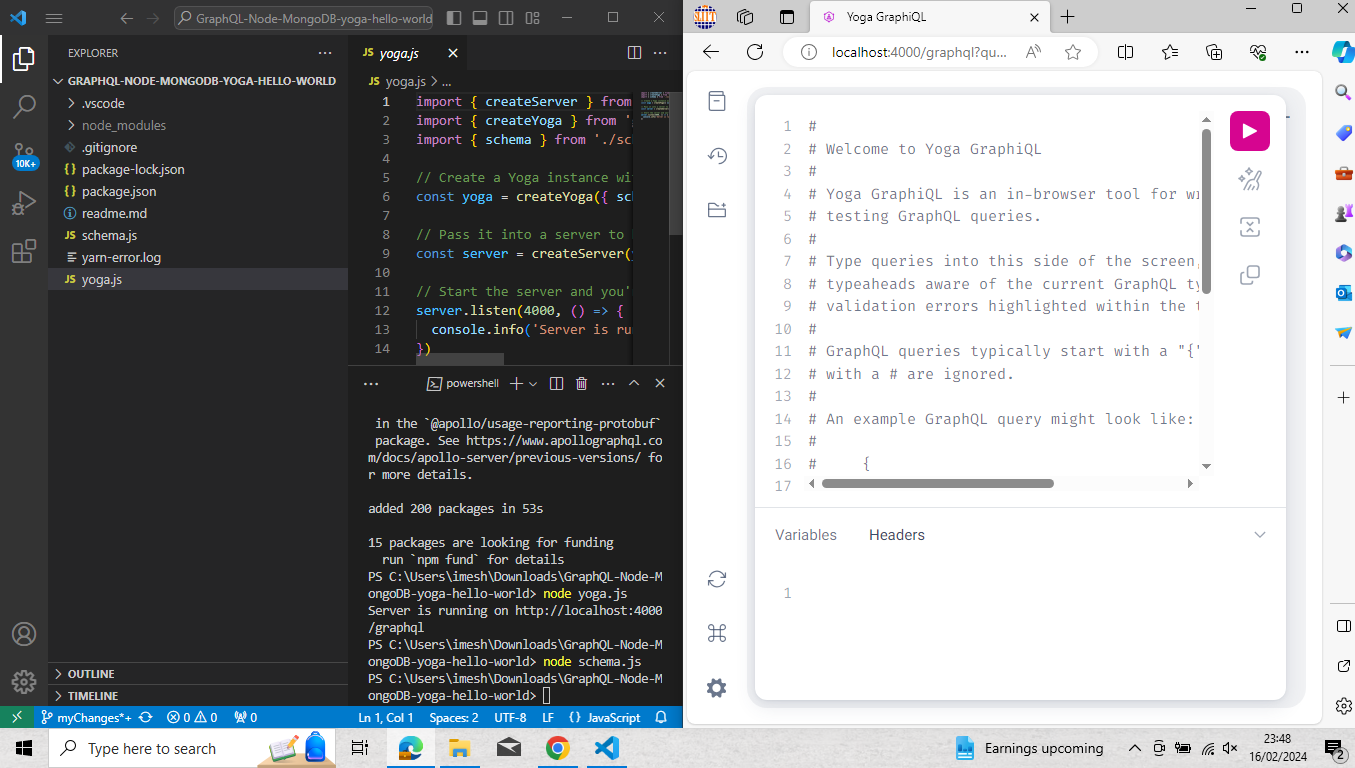 GraphQL-Node-MongoDB-yoga-hello-world
EXPLORER
GRAPHQL-NODE-MONGODB-YOGA-HELLO-WORLD
.vscode
node_modules
.gitignore
package-lock.json
package.json
readme.md
schema.js
yarn-error.log
yoga.js
OUTLINE
TIMELINE
10K+
JS yoga.js
JS yoga.js > ...
1 import { createServer } from
2 import { createYoga } from '
3 import { schema } from './sc
4
5 // Create a Yoga instance wi
6 const yoga = createYoga({ sc
7
8 // Pass it into a server to
9 const server = createServer(
10
11 // Start the server and you'
12 server.listen(4000, () => {
13 console.info('Server is ru
14 })
powershell
in the `@apollo/usage-reporting-protobuf`
package. See https://www.apollographql.co
m/docs/apollo-server/previous-versions/ fo
r more details.
added 200 packages in 53s
15 packages are looking for funding
run `npm fund` for details
PS C:\Users\imesh\Downloads\GraphQL-Node-M
ongoDB-yoga-hello-world> node yoga.js
Server is running on http://localhost:4000
/graphql
PS C:\Users\imesh\Downloads\GraphQL-Node-M
ongoDB-yoga-hello-world> node schema.js
PS C:\Users\imesh\Downloads\GraphQL-Node-M
ongoDB-yoga-hello-world>
myChanges*+ 0 0 0 Ln 1, Col 1 Spaces: 2 UTF-8 LF {} JavaScript
Yoga GraphiQL
localhost:4000/graphql?qu...
1 #
2 # Welcome to Yoga GraphiQL
3 #
4 # Yoga GraphiQL is an in-browser tool for wr
5 # testing GraphQL queries.
6 #
7 # Type queries into this side of the screen,
8 # typeaheads aware of the current GraphQL ty
9 # validation errors highlighted within the t
10 #
11 # GraphQL queries typically start with a "{"
12 # with a # are ignored.
13 #
14 # An example GraphQL query might look like:
15 #
16 # {
17
Variables Headers
1
Type here to search
Earnings upcoming
23:48
16/02/2024
2